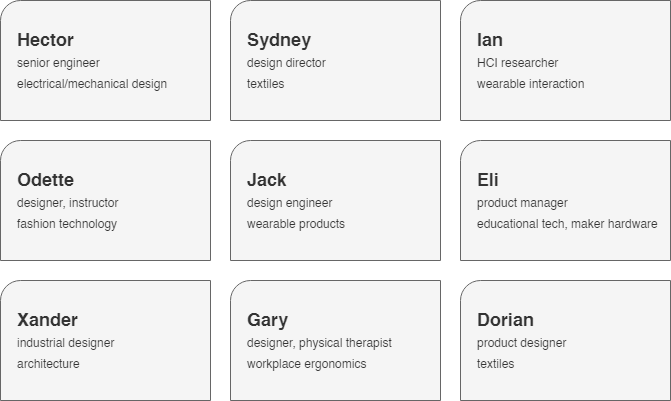 Hector
senior engineer
electrical/mechanical design
Sydney
design director
textiles
Ian
HCI researcher
wearable interaction
Odette
designer, instructor
fashion technology
Jack
design engineer
wearable products
Eli
product manager
educational tech, maker hardware
Xander
industrial designer
architecture
Gary
designer, physical therapist
workplace ergonomics
Dorian
product designer
textiles